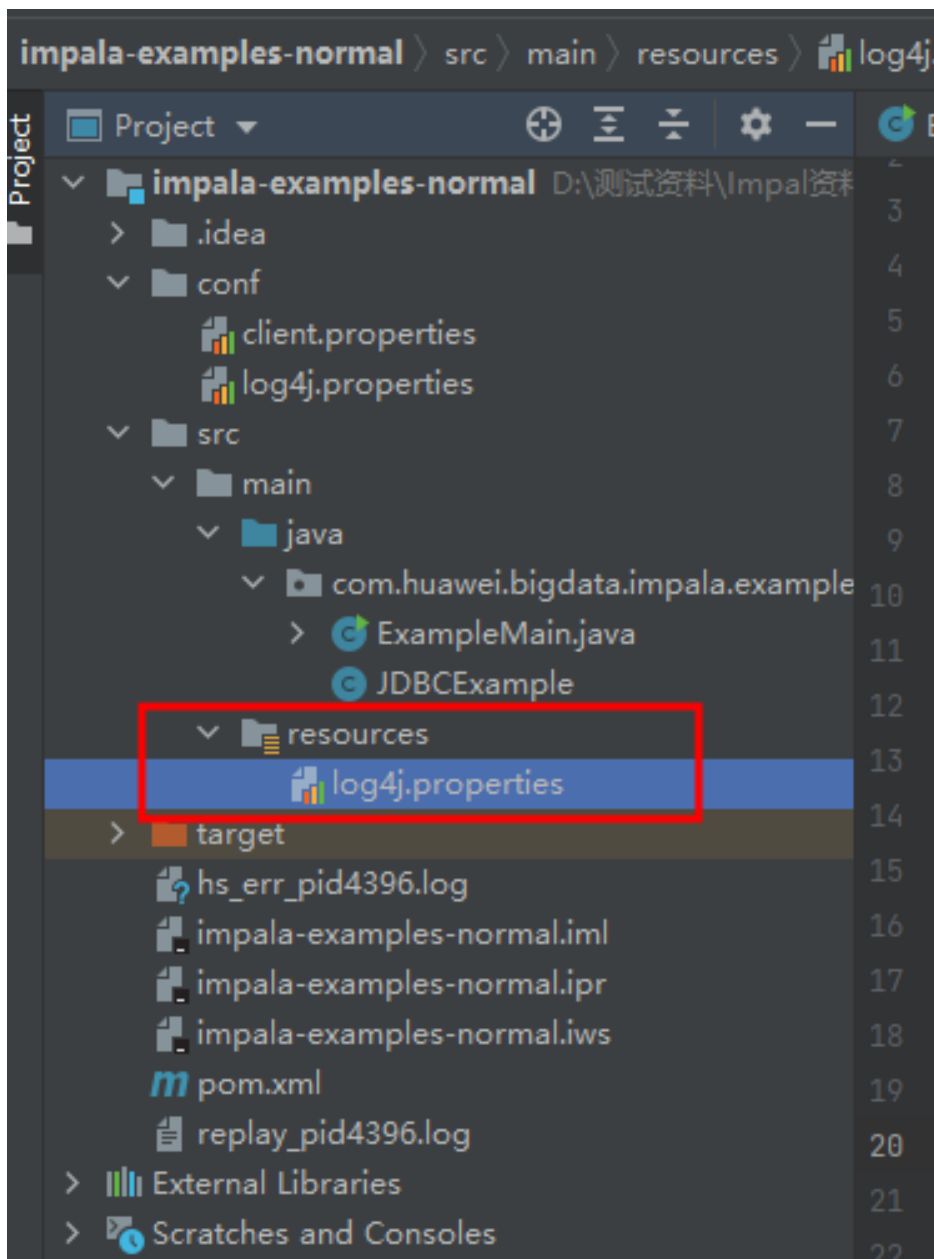 impala-examples-normal 〉 src 〉 main 〉 resources 〉 log4j.
Project
Project
impala-examples-normal D:\测试资料\Impal资料
3
.idea
4
conf
5
client.properties
6
log4j.properties
7
src
8
main
9
java
10
com.huawei.bigdata.impala.example
11
ExampleMain.java
JDBCExample
12
resources
13
log4j.properties
14
target
15
hs_err_pid4396.log
16
impala-examples-normal.iml
17
impala-examples-normal.ipr
18
impala-examples-normal.iws
19
pom.xml
20
replay_pid4396.log
21
External Libraries
22
Scratches and Consoles